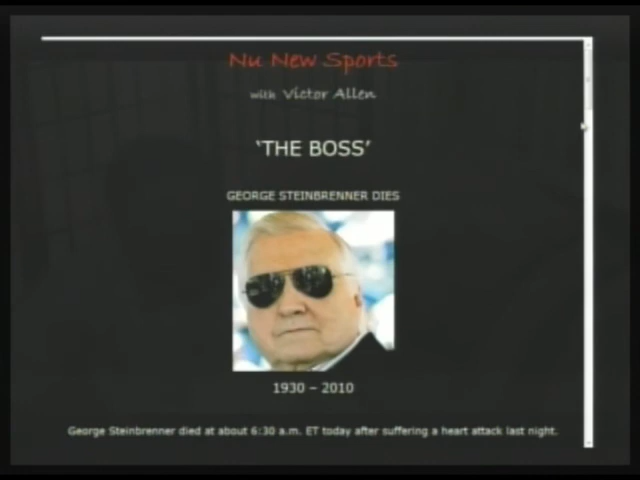 Nu New Sports
with Victor Allen
‘THE BOSS’
GEORGE STEINBRENNER DIES
1930 – 2010
George Steinbrenner died at about 6:30 a.m. ET today after suffering a heart attack last night.